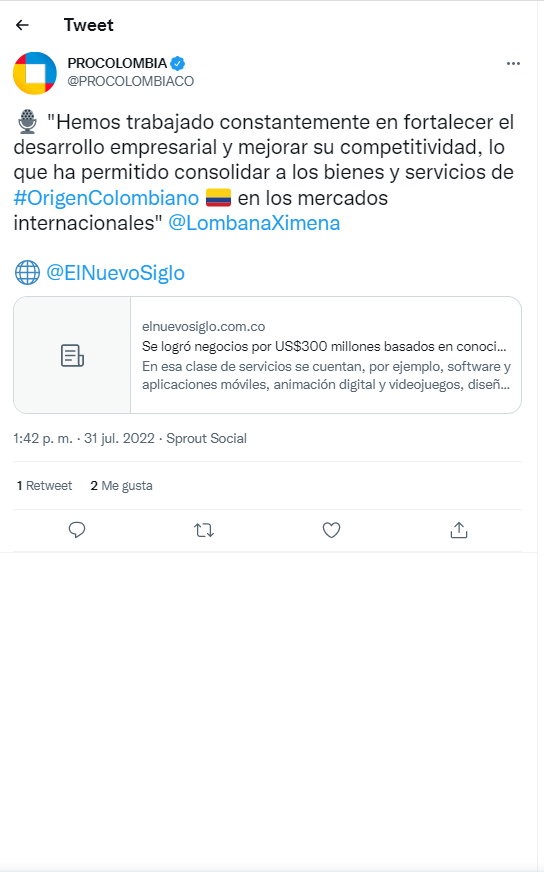 Tweet
PROCOLOMBIA
@PROCOLOMBIACO
"Hemos trabajado constantemente en fortalecer el
desarrollo empresarial y mejorar su competitividad, lo
que ha permitido consolidar a los bienes y servicios de
#OrigenColombiano 🇨🇴 en los mercados
internacionales" @LombanaXimena
@ElNuevoSiglo
elnuevosiglo.com.co
Se logró negocios por US$300 millones basados en conoci...
En esa clase de servicios se cuentan, por ejemplo, software y
aplicaciones móviles, animación digital y videojuegos, diseñ...
1:42 p. m. · 31 jul. 2022 · Sprout Social
1 Retweet 2 Me gusta